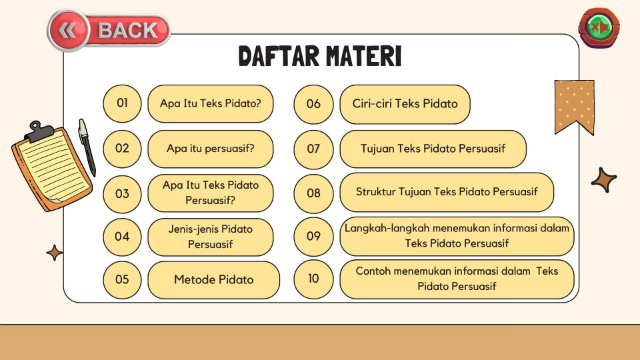 BACK
DAFTAR MATERI
01
Apa Itu Teks Pidato?
02
Apa itu persuasif?
03
Apa Itu Teks Pidato
Persuasif?
04
Jenis-jenis Pidato
Persuasif
05
Metode Pidato
06
Ciri-ciri Teks Pidato
07
Tujuan Teks Pidato Persuasif
08
Struktur Tujuan Teks Pidato Persuasif
09
Langkah-langkah menemukan informasi dalam
Teks Pidato Persuasif
10
Contoh menemukan informasi dalam Teks
Pidato Persuasif